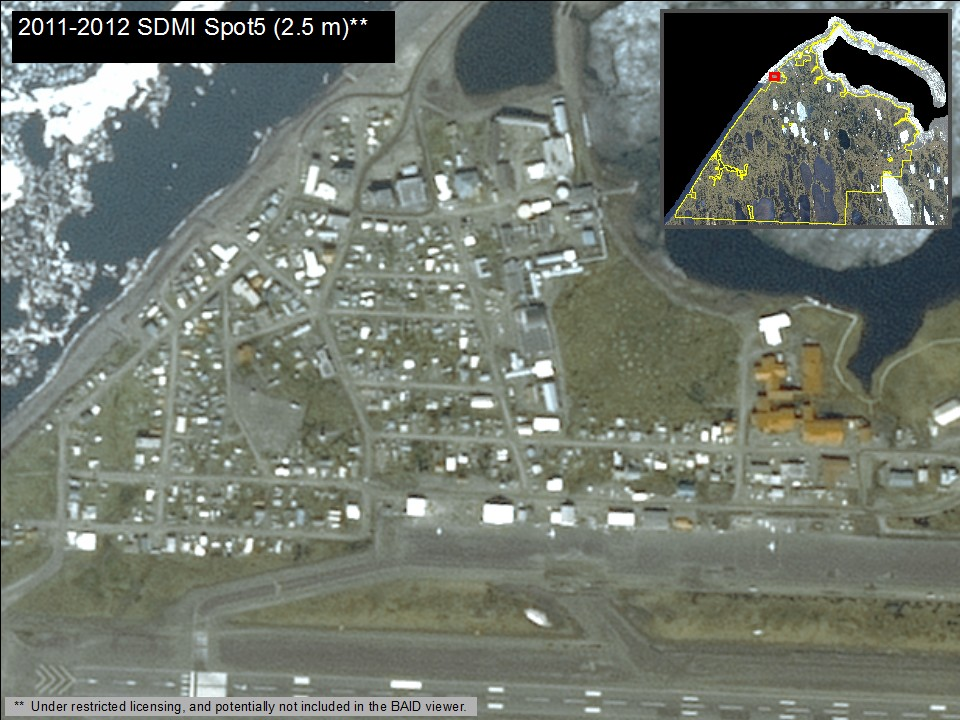 2011-2012 SDMI Spot5 (2.5 m)**
** Under restricted licensing, and potentially not included in the BAID viewer.